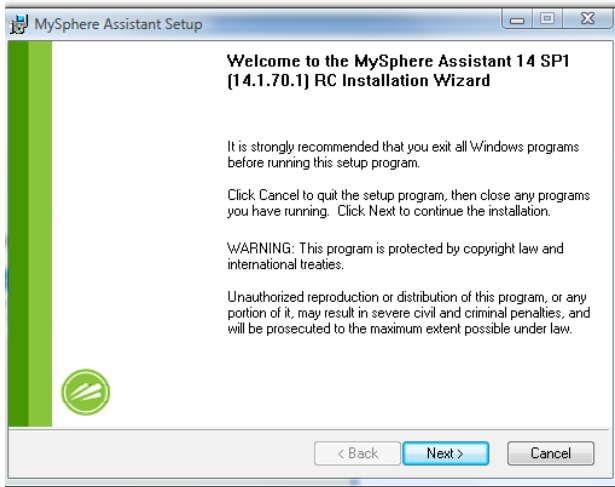 MySphere Assistant Setup
Welcome to the MySphere Assistant 14 SP1
(14.1.70.1) RC Installation Wizard
It is strongly recommended that you exit all Windows programs
before running this setup program.
Click Cancel to quit the setup program, then close any programs
you have running. Click Next to continue the installation.
WARNING: This program is protected by copyright law and
international treaties.
Unauthorized reproduction or distribution of this program, or any
portion of it, may result in severe civil and criminal penalties, and
will be prosecuted to the maximum extent possible under law.
< Back Next > Cancel